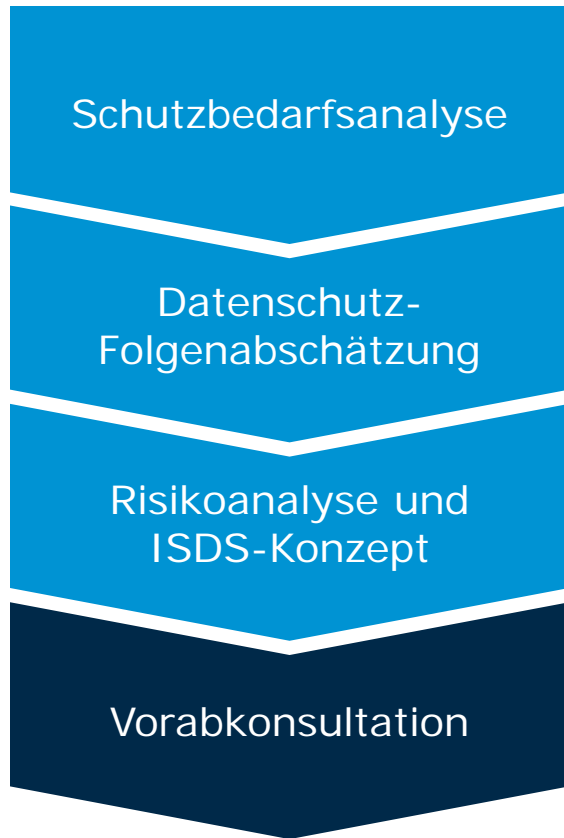 Schutzbedarfsanalyse
Datenschutz-
Folgenabschätzung
Risikoanalyse und
ISDS-Konzept
Vorabkonsultation